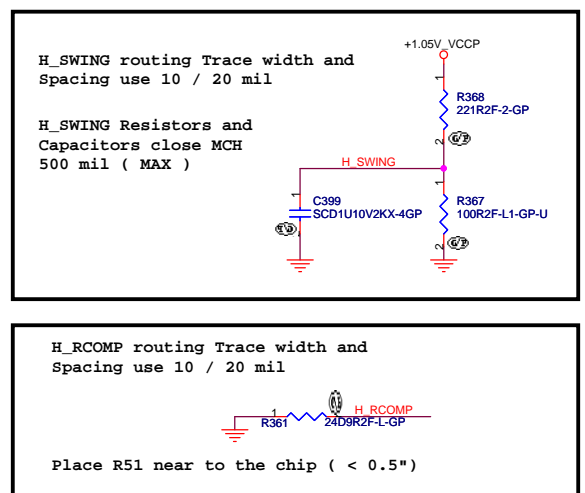 +1.05V_VCCP
H_SWING routing Trace width and
Spacing use 10 / 20 mil
1
R368
221R2F-2-GP
2
H_SWING Resistors and
Capacitors close MCH
500 mil ( MAX )
H_SWING
1
C399
SCD1U10V2KX-4GP
1
R367
100R2F-L1-GP-U
2
H_RCOMP routing Trace width and
Spacing use 10 / 20 mil
1
R361
H_RCOMP
24D9R2F-L-GP
Place R51 near to the chip ( < 0.5")